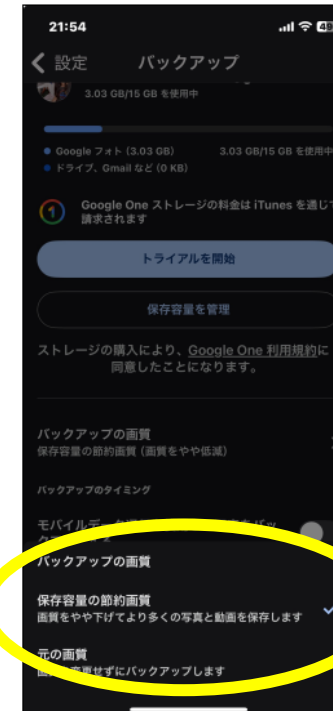 21:54
設定 バックアップ
3.03 GB/15 GB を使用中
Google フォト (3.03 GB) 3.03 GB/15 GB を使用中
ドライブ、Gmail など (0 KB)
Google One ストレージの料金は iTunes を通じて
請求されます
トライアルを開始
保存容量を管理
ストレージの購入により、Google One 利用規約に
同意したことになります。
バックアップの画質
保存容量の節約画質 (画質をやや低減)
バックアップのタイミング
バックアップの画質
保存容量の節約画質
画質をやや下げてより多くの写真と動画を保存します
元の画質
せずにバックアップします